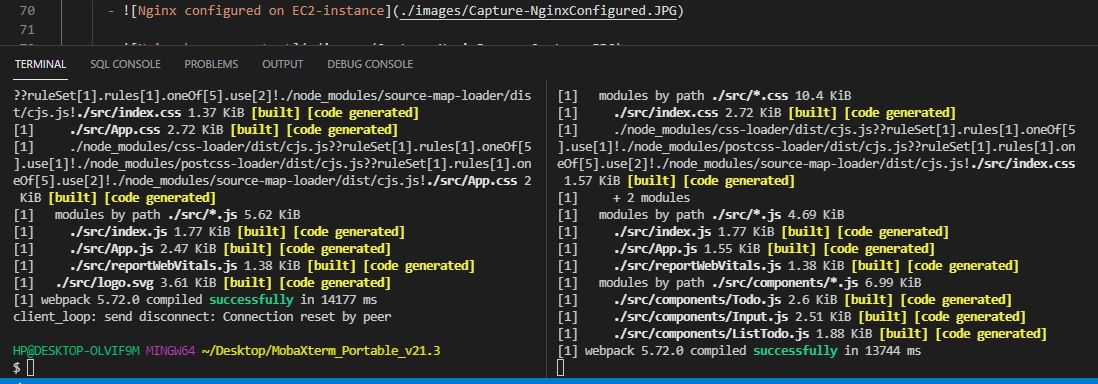 70 - ![Nginx configured on EC2-instance](./images/Capture-NginxConfigured.JPG)
71
TERMINAL SQL CONSOLE PROBLEMS OUTPUT DEBUG CONSOLE
??ruleSet[1].rules[1].oneOf[5].use[2]!./node_modules/source-map-loader/dis
t/cjs.js!./src/index.css 1.37 KiB [built] [code generated]
[1]     ./src/App.css 2.72 KiB [built] [code generated]
[1]     ./node_modules/css-loader/dist/cjs.js??ruleSet[1].rules[1].oneOf[
5].use[1]!./node_modules/postcss-loader/dist/cjs.js??ruleSet[1].rules[1].on
eOf[5].use[2]!./node_modules/source-map-loader/dist/cjs.js!./src/App.css 2
 KiB [built] [code generated]
[1]   modules by path ./src/*.js 5.62 KiB
[1]     ./src/index.js 1.77 KiB [built] [code generated]
[1]     ./src/App.js 2.47 KiB [built] [code generated]
[1]     ./src/reportWebVitals.js 1.38 KiB [built] [code generated]
[1]   ./src/logo.svg 3.61 KiB [built] [code generated]
[1] webpack 5.72.0 compiled successfully in 14177 ms
client_loop: send disconnect: Connection reset by peer
HP@DESKTOP-OLVIF9M MINGW64 ~/Desktop/MobaXterm_Portable_v21.3
$
[1]   modules by path ./src/*.css 10.4 KiB
[1]     ./src/index.css 2.72 KiB [built] [code generated]
[1]     ./node_modules/css-loader/dist/cjs.js??ruleSet[1].rules[1].oneOf[5
].use[1]!./node_modules/postcss-loader/dist/cjs.js??ruleSet[1].rules[1].on
eOf[5].use[2]!./node_modules/source-map-loader/dist/cjs.js!./src/index.css
 1.57 KiB [built] [code generated]
[1]     + 2 modules
[1]   modules by path ./src/*.js 4.69 KiB
[1]     ./src/index.js 1.77 KiB [built] [code generated]
[1]     ./src/App.js 1.55 KiB [built] [code generated]
[1]     ./src/reportWebVitals.js 1.38 KiB [built] [code generated]
[1]   modules by path ./src/components/*.js 6.99 KiB
[1]     ./src/components/Todo.js 2.6 KiB [built] [code generated]
[1]     ./src/components/Input.js 2.51 KiB [built] [code generated]
[1]     ./src/components/ListTodo.js 1.88 KiB [built] [code generated]
[1] webpack 5.72.0 compiled successfully in 13744 ms